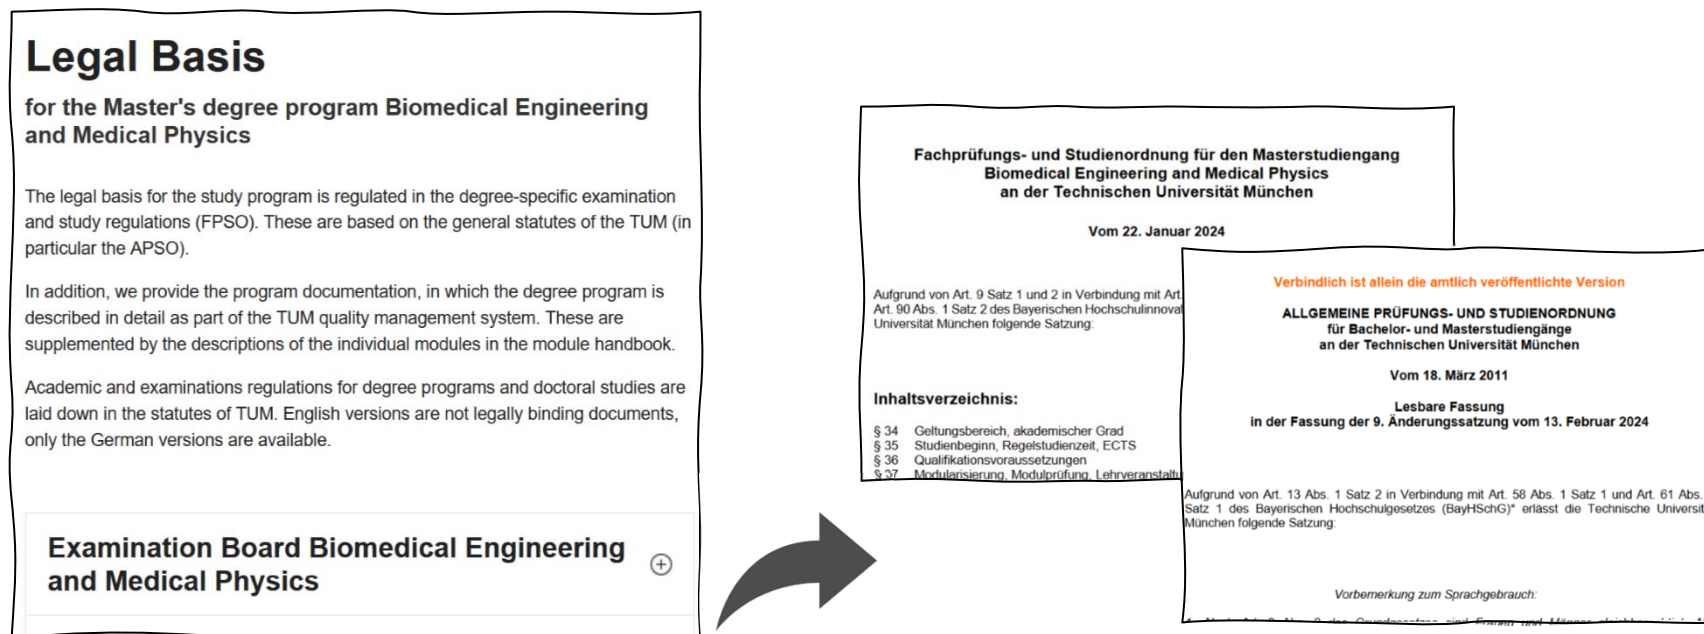 Legal Basis
for the Master's degree program Biomedical Engineering
and Medical Physics
The legal basis for the study program is regulated in the degree-specific examination
and study regulations (FPSO). These are based on the general statutes of the TUM (in
particular the APSO).
In addition, we provide the program documentation, in which the degree program is
described in detail as part of the TUM quality management system. These are
supplemented by the descriptions of the individual modules in the module handbook.
Academic and examinations regulations for degree programs and doctoral studies are
laid down in the statutes of TUM. English versions are not legally binding documents,
only the German versions are available.
Examination Board Biomedical Engineering
and Medical Physics
Fachprüfungs- und Studienordnung für den Masterstudiengang
Biomedical Engineering and Medical Physics
an der Technischen Universität München
Vom 22. Januar 2024
Aufgrund von Art. 9 Satz 1 und 2 in Verbindung mit Art.
Art. 90 Abs. 1 Satz 2 des Bayerischen Hochschulinnovat
Universität München folgende Satzung:
Inhaltsverzeichnis:
§ 34 Geltungsbereich, akademischer Grad
§ 35 Studienbeginn, Regelstudienzeit, ECTS
§ 36 Qualifikationsvoraussetzungen
§ 37 Modularisierung, Modulprüfung, Lehrveranstaltu
Verbindlich ist allein die amtlich veröffentlichte Version
ALLGEMEINE PRÜFUNGS- UND STUDIENORDNUNG
für Bachelor- und Masterstudiengänge
an der Technischen Universität München
Vom 18. März 2011
Lesbare Fassung
in der Fassung der 9. Änderungssatzung vom 13. Februar 2024
Aufgrund von Art. 13 Abs. 1 Satz 2 in Verbindung mit Art. 58 Abs. 1 Satz 1 und Art. 61 Abs.
Satz 1 des Bayerischen Hochschulgesetzes (BayHSchG)* erlässt die Technische Universit
München folgende Satzung:
Vorbemerkung zum Sprachgebrauch: